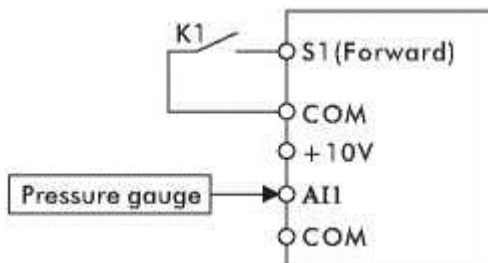 K1
S1(Forward)
COM
+10V
Pressure gauge
AI1
COM